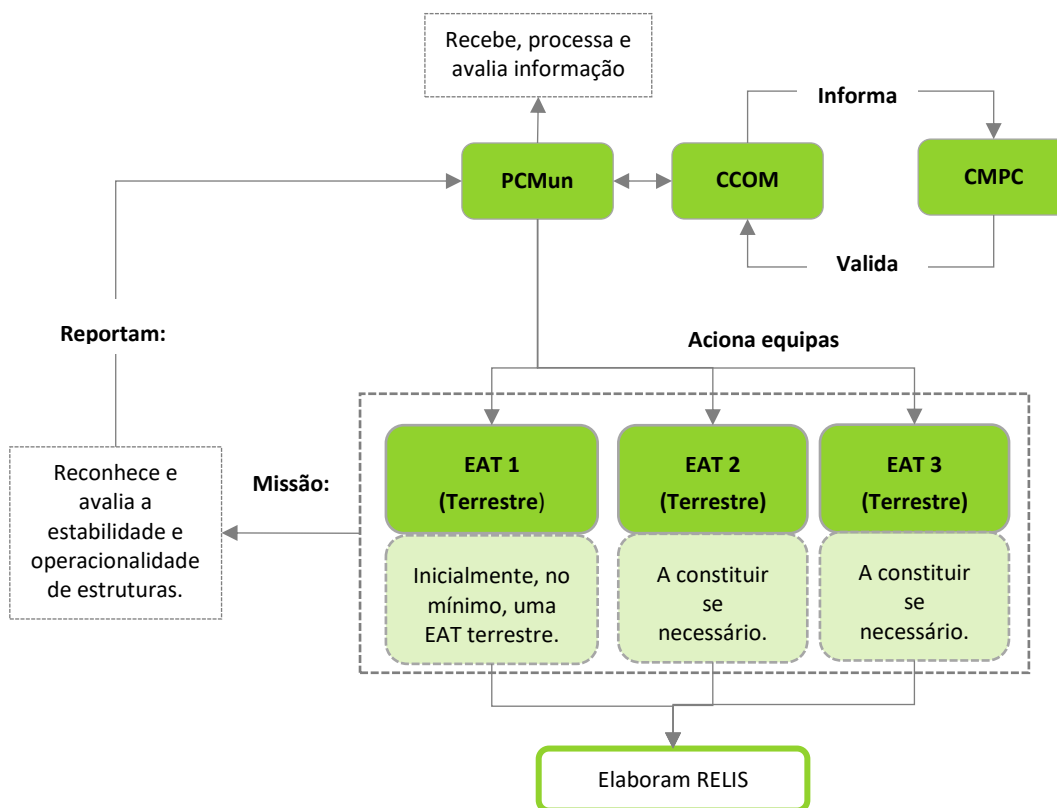 Recebe, processa e
avalia informação
Informa
PCMun
CCOM
CMPC
Valida
Reportam:
Aciona equipas
EAT 1
(Terrestre)
EAT 2
(Terrestre)
EAT 3
(Terrestre)
Missão:
Reconhece e
avalia a
estabilidade e
operacionalidade
de estruturas.
Inicialmente, no
mínimo, uma
EAT terrestre.
A constituir
se
necessário.
A constituir
se
necessário.
Elaboram RELIS